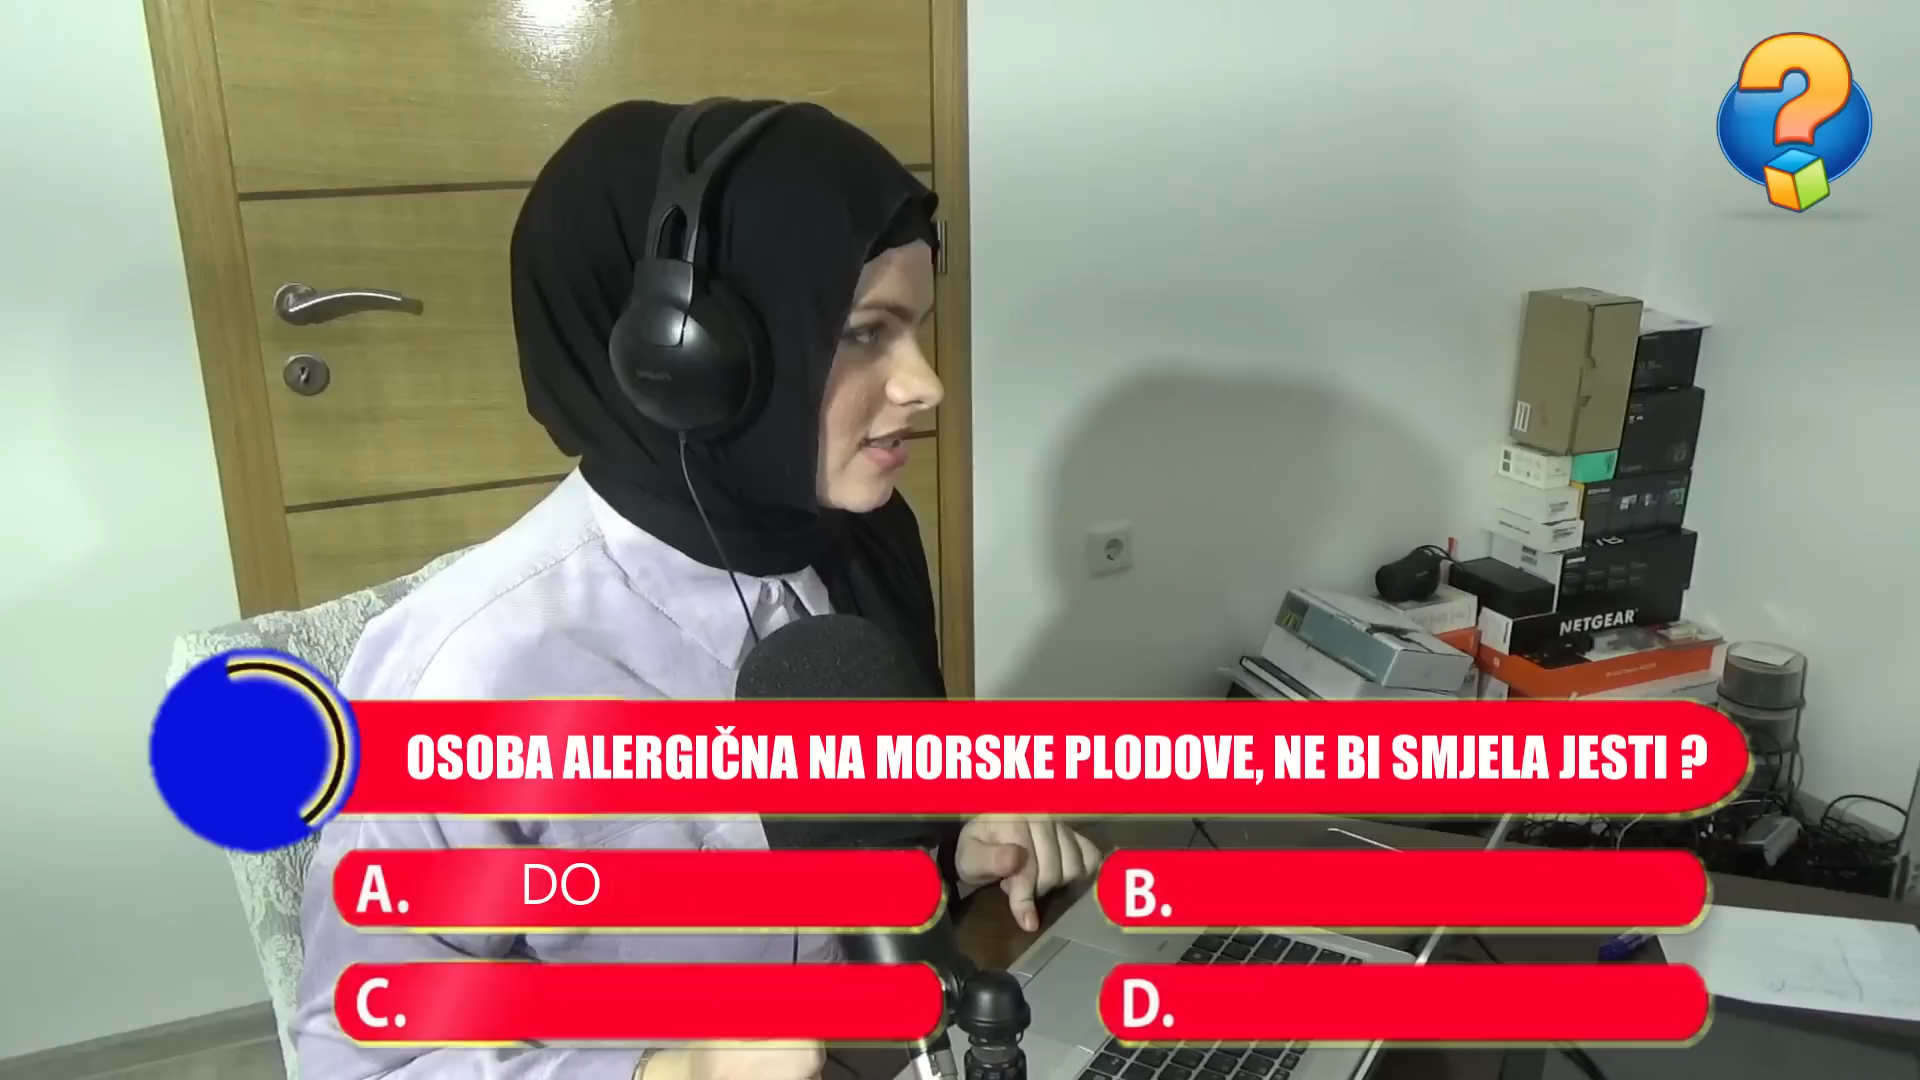 NETGEAR
OSOBA ALERGIČNA NA MORSKE PLODOVE, NE BI SMJELA JESTI ?
A. DO
B.
C.
D.